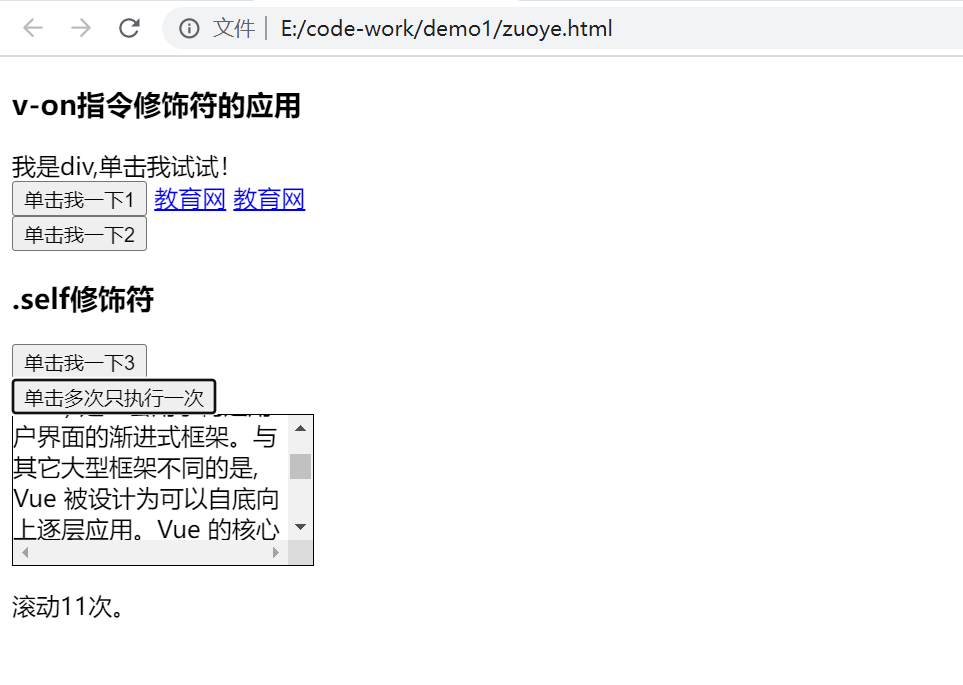 文件 | E:/code-work/demo1/zuoye.html
v-on指令修饰符的应用
我是div,单击我试试!
单击我一下1 教育网 教育网
单击我一下2
.self修饰符
单击我一下3
单击多次只执行一次
户界面的渐进式框架。与
其它大型框架不同的是,
Vue 被设计为可以自底向
上逐层应用。Vue 的核心
滚动11次。